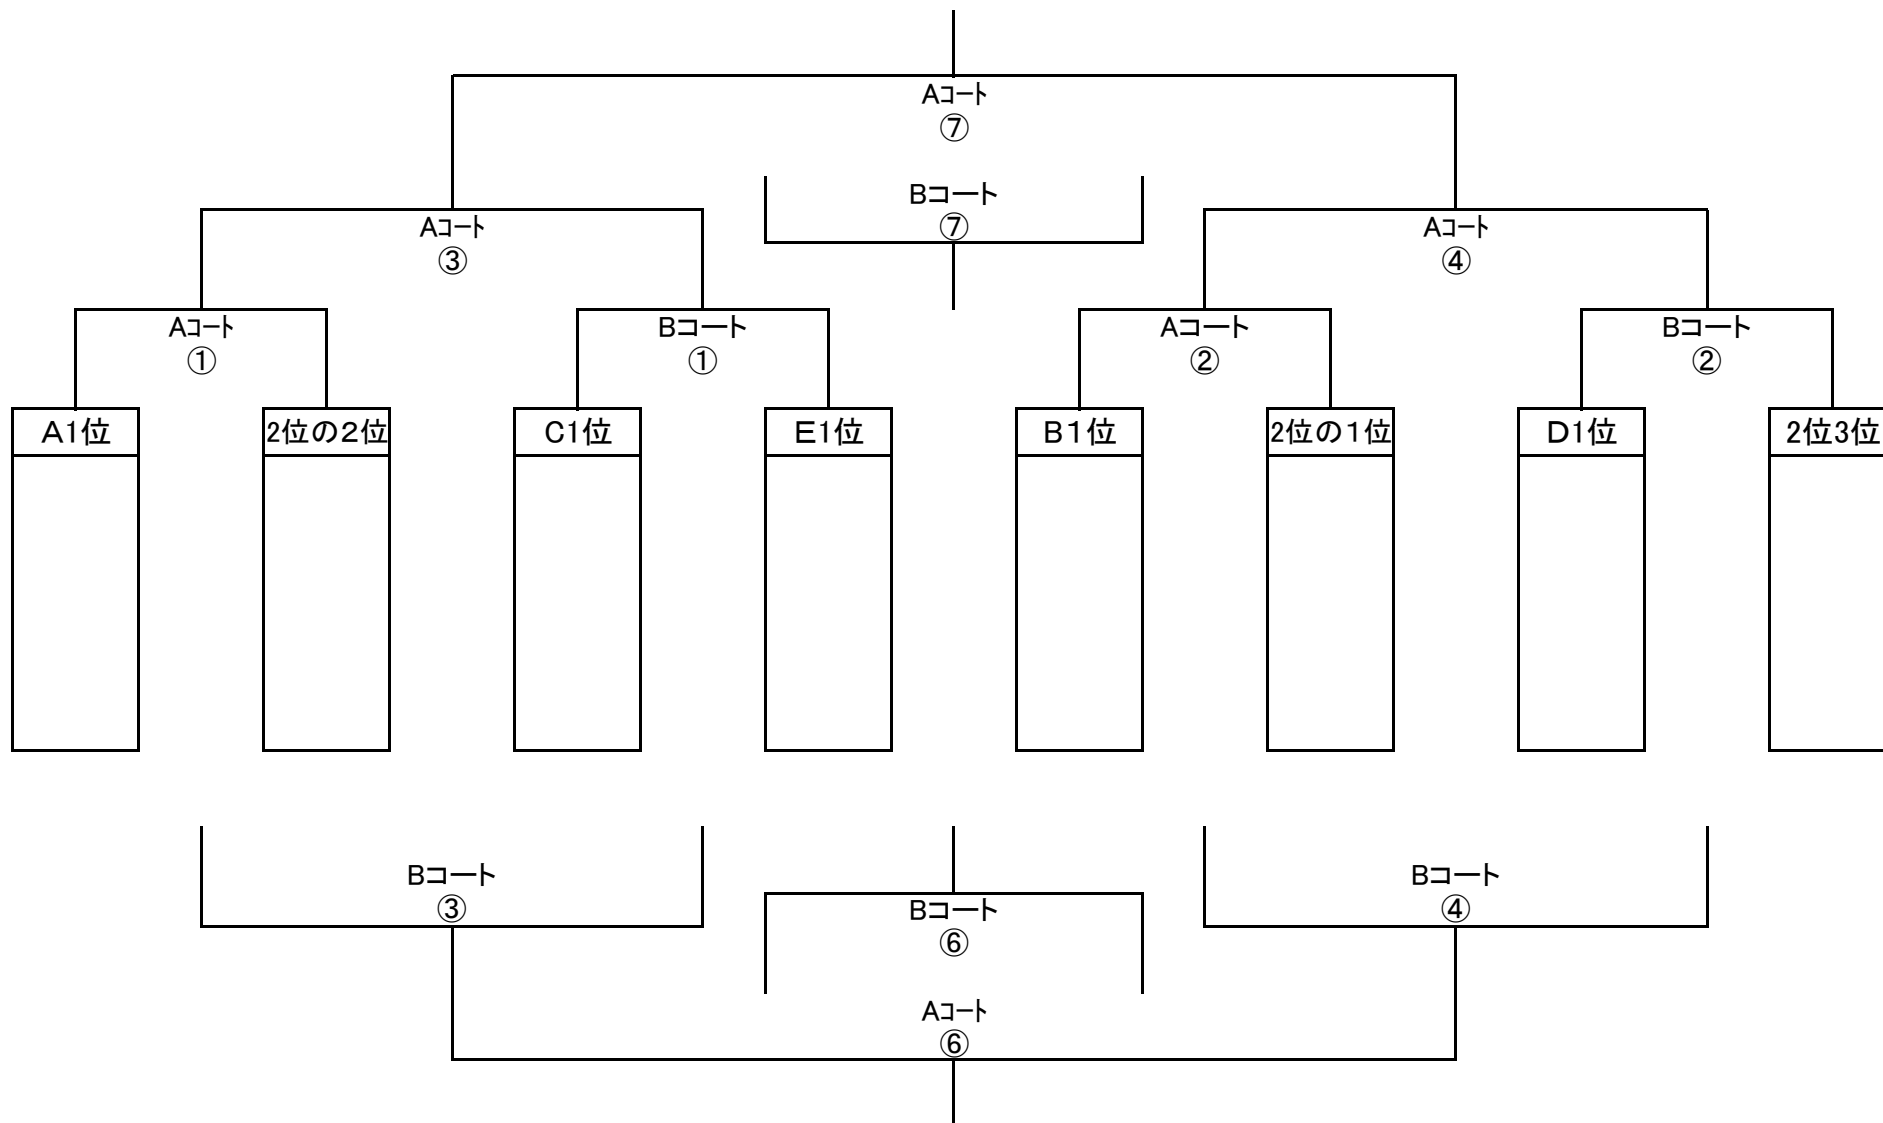 Aコート
⑦
Bコート
⑦
Aコート
③
Aコート
④
Aコート
①
Bコート
①
Aコート
②
Bコート
②
A1位
2位の2位
C1位
E1位
B1位
2位の1位
D1位
2位3位
Bコート
③
Bコート
④
Bコート
⑥
Aコート
⑥